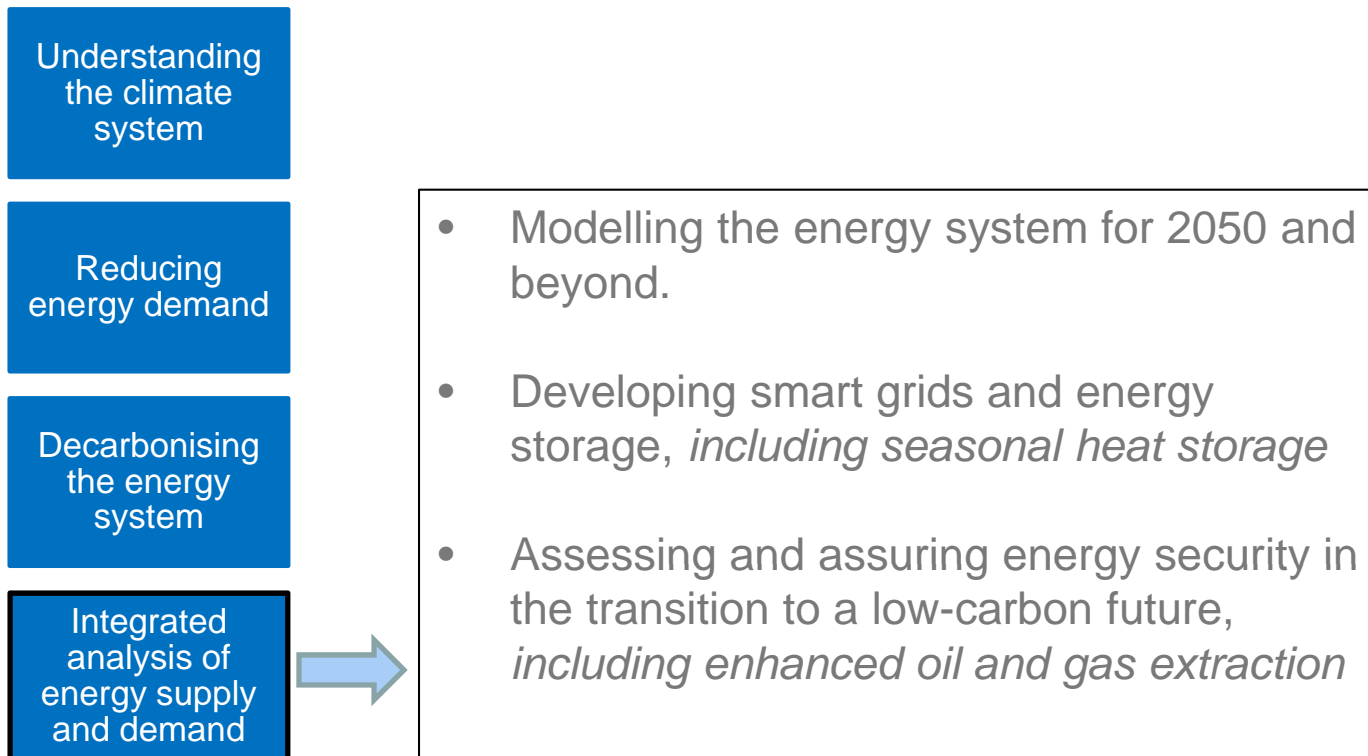 Understanding
the climate
system
Reducing
energy demand
Decarbonising
the energy
system
Integrated
analysis of
energy supply
and demand
• Modelling the energy system for 2050 and
beyond.
• Developing smart grids and energy
storage, including seasonal heat storage
• Assessing and assuring energy security in
the transition to a low-carbon future,
including enhanced oil and gas extraction